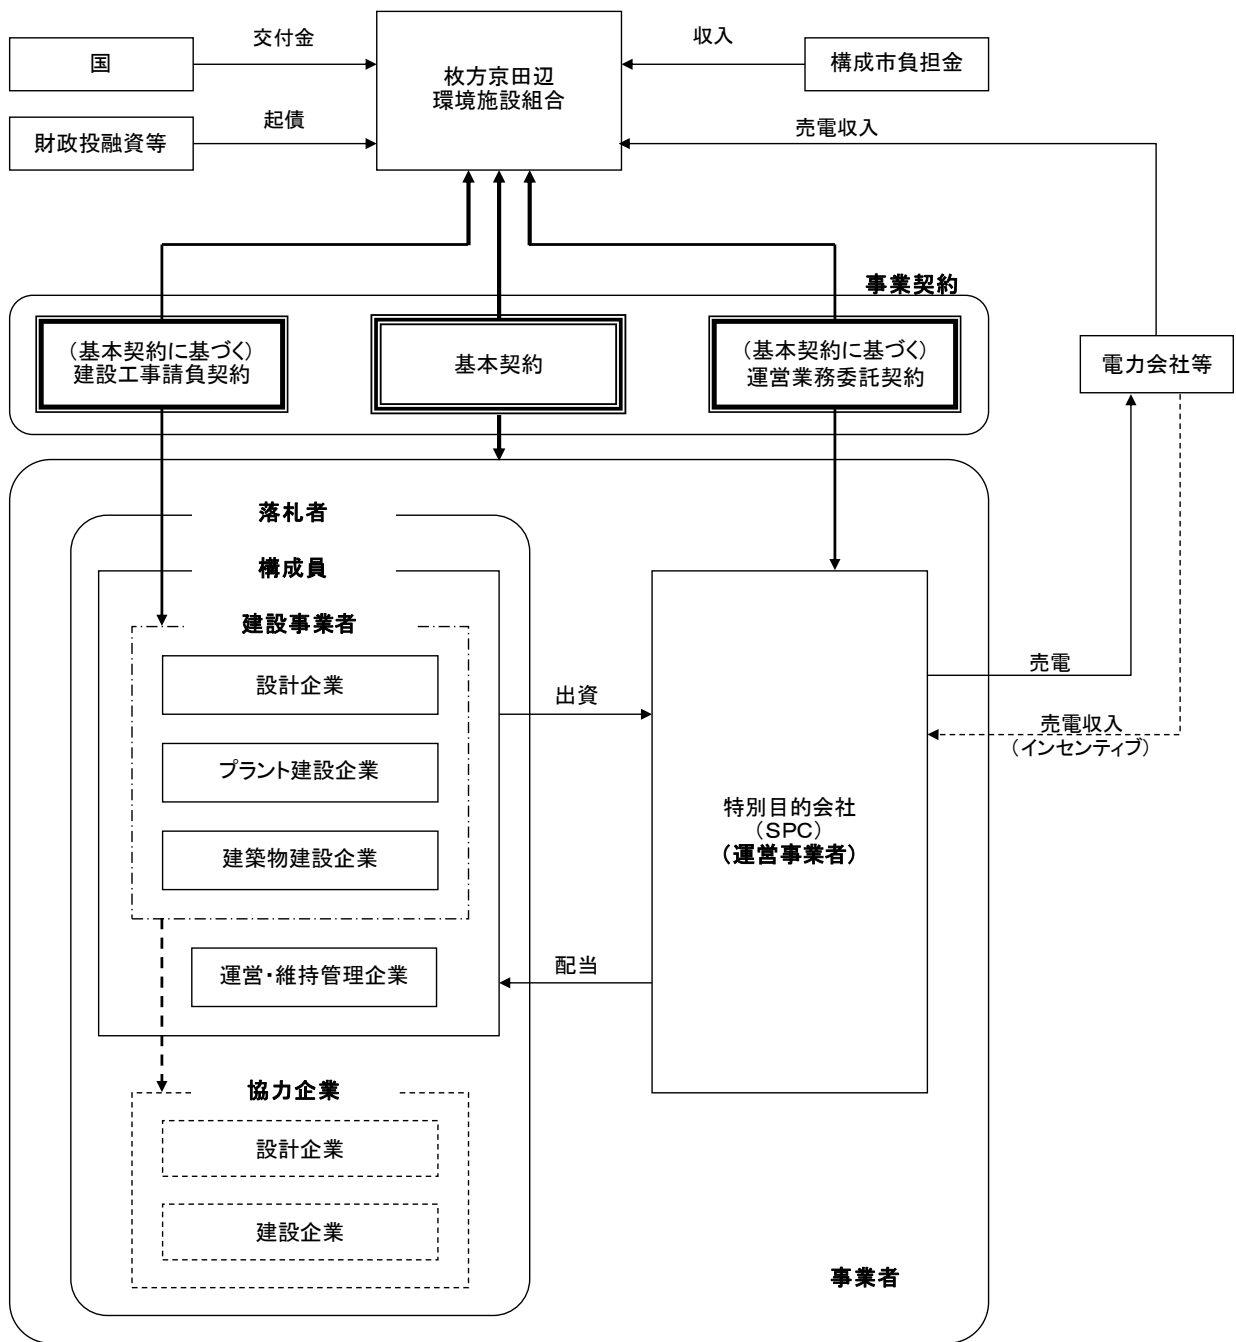 国
交付金
枚方京田辺
環境施設組合
収入
構成市負担金
財政投融資等
起債
売電収入
事業契約
（基本契約に基づく）
建設工事請負契約
基本契約
（基本契約に基づく）
運営業務委託契約
電力会社等
落札者
構成員
建設事業者
設計企業
プラント建設企業
建築物建設企業
運営・維持管理企業
出資
配当
特別目的会社
（SPC）
（運営事業者）
売電
売電収入
（インセンティブ）
協力企業
設計企業
建設企業
事業者